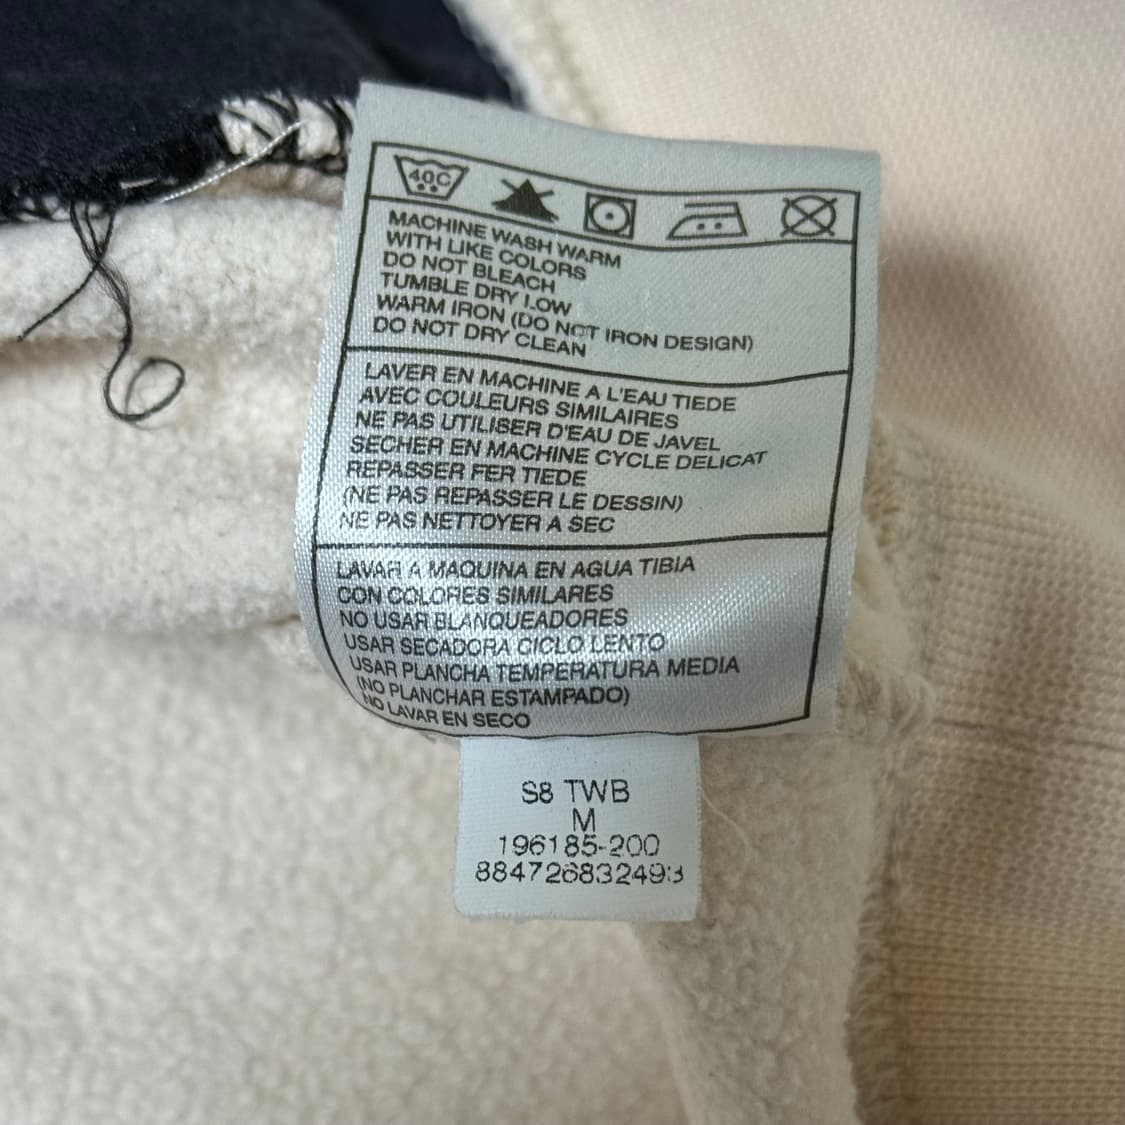 40C
MACHINE WASH WARM
WITH LIKE COLORS
DO NOT BLEACH
TUMBLE DRY LOW
WARM IRON (DO NOT IRON DESIGN)
DO NOT DRY CLEAN
LAVER EN MACHINE A L'EAU TIEDE
AVEC COULEURS SIMILAIRES
NE PAS UTILISER D'EAU DE JAVEL
SECHER EN MACHINE CYCLE DELICAT
REPASSER FER TIEDE
(NE PAS REPASSER LE DESSIN)
NE PAS NETTOYER A SEC
LAVAR A MAQUINA EN AGUA TIBIA
CON COLORES SIMILARES
NO USAR BLANQUEADORES
USAR SECADORA CICLO LENTO
USAR PLANCHA TEMPERATURA MEDIA
(NO PLANCHAR ESTAMPADO)
NO LAVAR EN SECO
S8 TWB
M
196185-200
884726832493